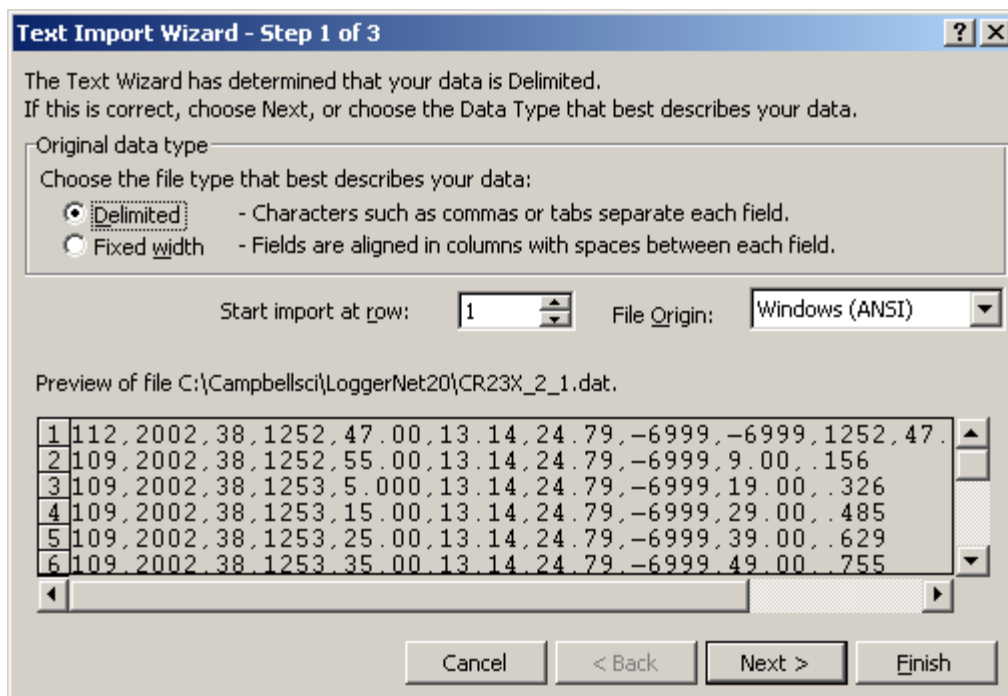 Text Import Wizard - Step 1 of 3
The Text Wizard has determined that your data is Delimited.
If this is correct, choose Next, or choose the Data Type that best describes your data.
Original data type
Choose the file type that best describes your data:
Delimited - Characters such as commas or tabs separate each field.
Fixed width - Fields are aligned in columns with spaces between each field.
Start import at row: 1 File Origin: Windows (ANSI)
Preview of file C:\Campbellsci\LoggerNet20\CR23X_2_1.dat.
1 112,2002,38,1252,47.00,13.14,24.79,-6999,-6999,1252,47.
2 109,2002,38,1252,55.00,13.14,24.79,-6999,9.00,.156
3 109,2002,38,1253,5.000,13.14,24.79,-6999,19.00,.326
4 109,2002,38,1253,15.00,13.14,24.79,-6999,29.00,.485
5 109,2002,38,1253,25.00,13.14,24.79,-6999,39.00,.629
6 109,2002,38,1253,35.00,13.14,24.79,-6999,49.00,.755
Cancel < Back Next > Finish